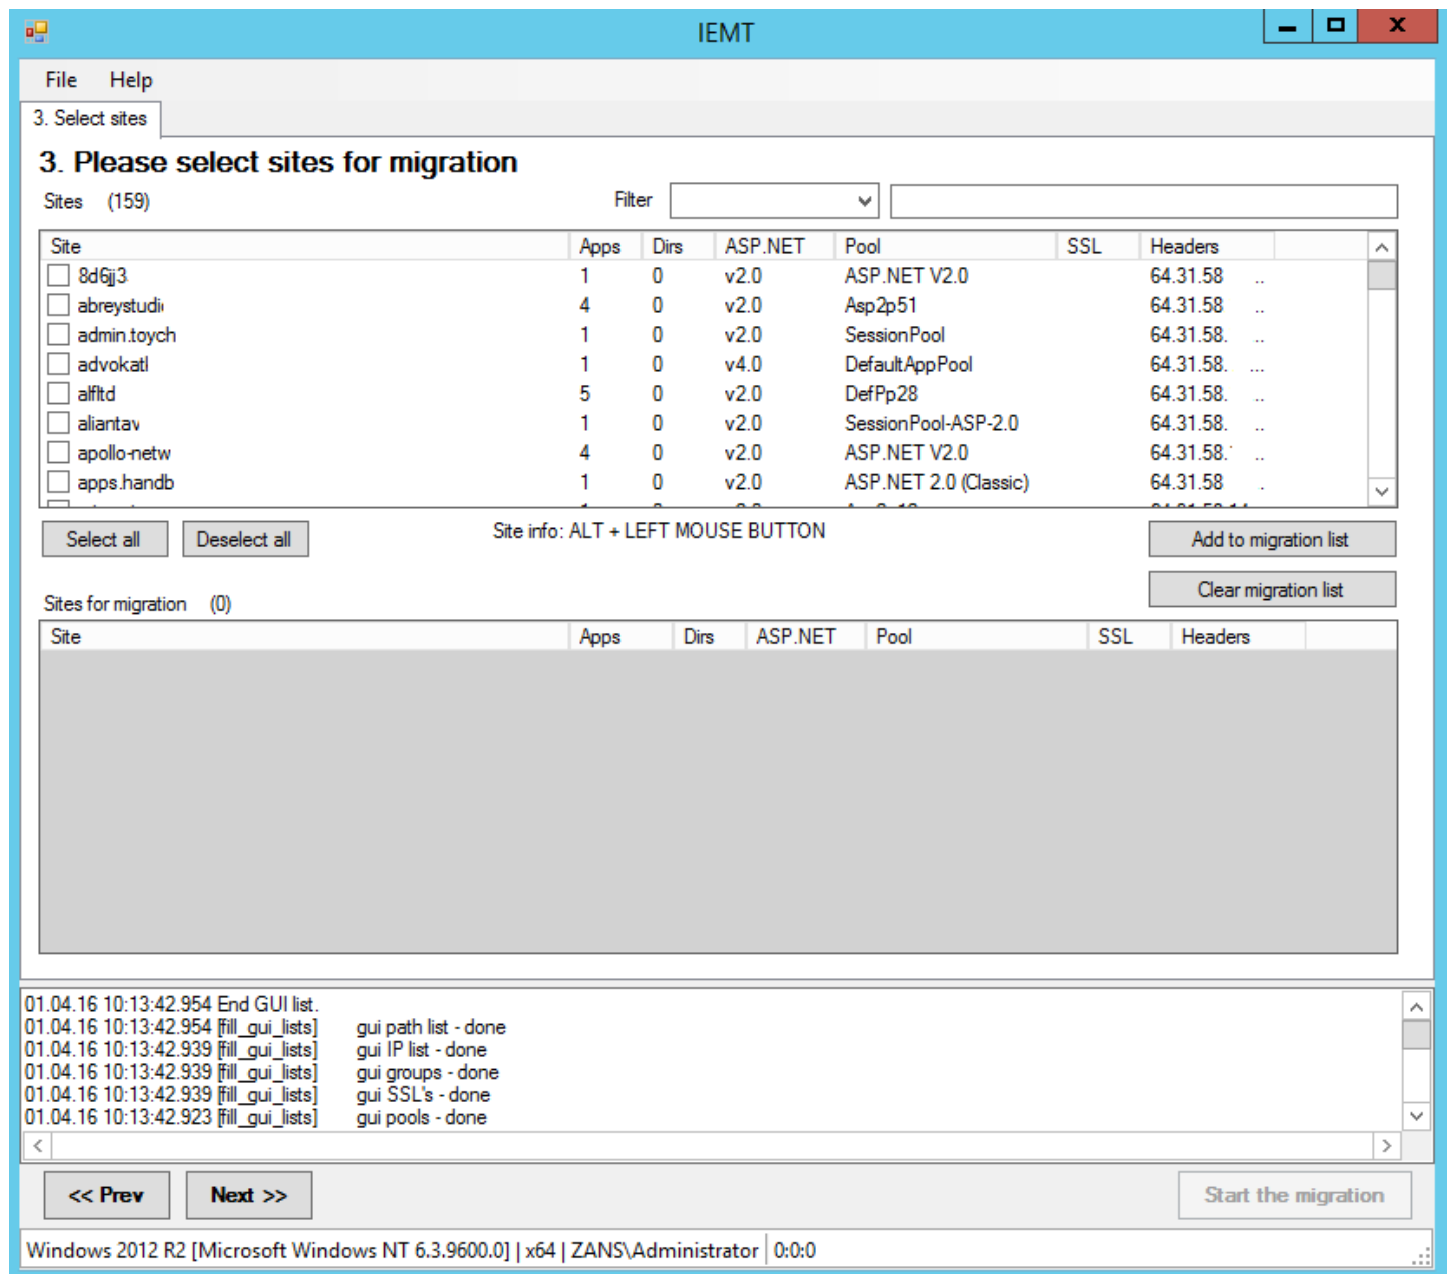 IEMT
File Help
3. Select sites
3. Please select sites for migration
Sites (159) Filter
Site Apps Dirs ASP.NET Pool SSL Headers
8d6jj3 1 0 v2.0 ASP.NET V2.0 64.31.58 ..
abreystudi 4 0 v2.0 Asp2p51 64.31.58 ..
admin.toych 1 0 v2.0 SessionPool 64.31.58. ..
advokatl 1 0 v4.0 DefaultAppPool 64.31.58. ...
alfltd 5 0 v2.0 DefPp28 64.31.58. ..
aliantav 1 0 v2.0 SessionPool-ASP-2.0 64.31.58. ..
apollo-netw 4 0 v2.0 ASP.NET V2.0 64.31.58. ..
apps.handb 1 0 v2.0 ASP.NET 2.0 (Classic) 64.31.58 .
Select all Deselect all Site info: ALT + LEFT MOUSE BUTTON Add to migration list
Clear migration list
Sites for migration (0)
Site Apps Dirs ASP.NET Pool SSL Headers
01.04.16 10:13:42.954 End GUI list.
01.04.16 10:13:42.954 [fill_gui_lists] gui path list - done
01.04.16 10:13:42.939 [fill_gui_lists] gui IP list - done
01.04.16 10:13:42.939 [fill_gui_lists] gui groups - done
01.04.16 10:13:42.939 [fill_gui_lists] gui SSL's - done
01.04.16 10:13:42.923 [fill_gui_lists] gui pools - done
<< Prev Next >> Start the migration
Windows 2012 R2 [Microsoft Windows NT 6.3.9600.0] | x64 | ZANS\Administrator 0:0:0